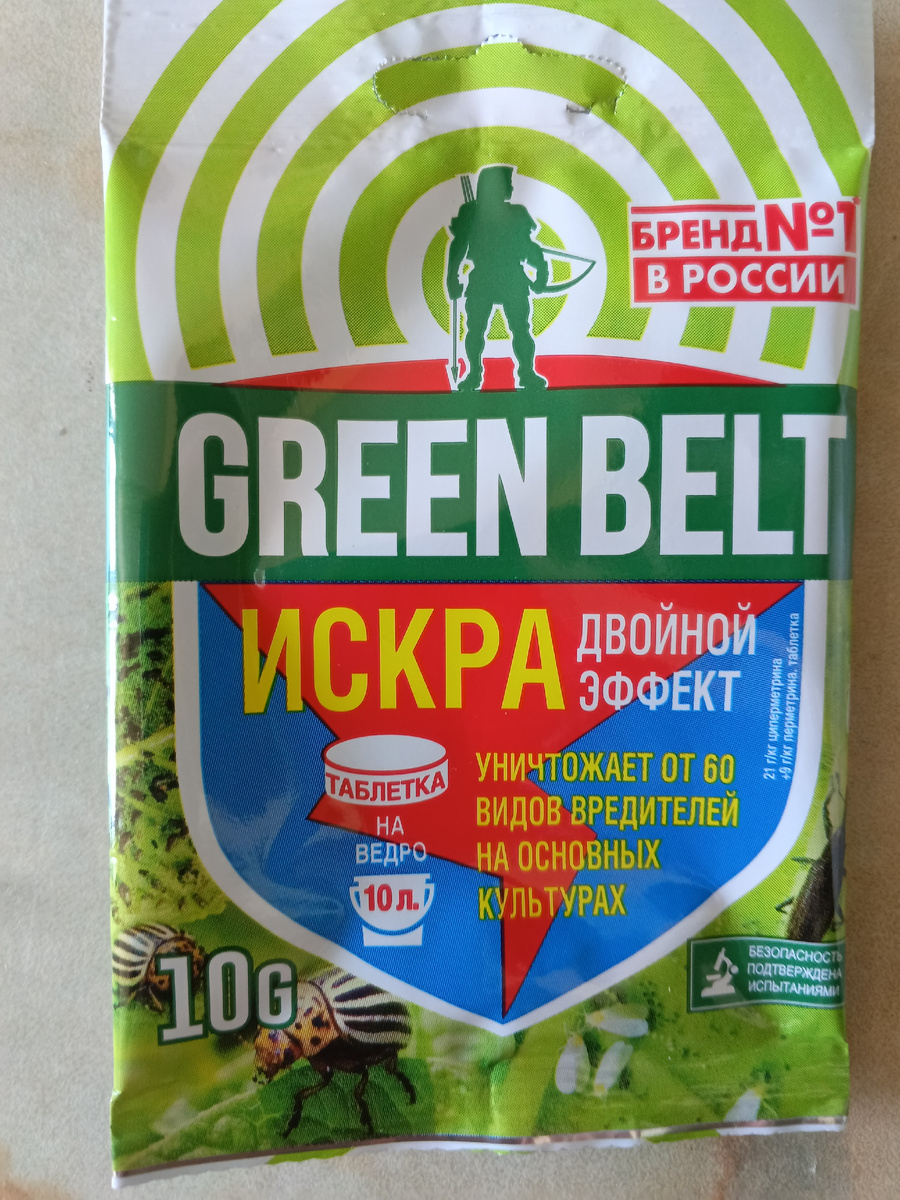 БРЕНД №1
В РОССИИ
GREEN BELT
ИСКРА
ДВОЙНОЙ
ЭФФЕКТ
21 г/кг циперметрина
+9 г/кг перметрина, таблетка
ТАБЛЕТКА
НА
ВЕДРО
10 л.
УНИЧТОЖАЕТ ОТ 60
ВИДОВ ВРЕДИТЕЛЕЙ
НА ОСНОВНЫХ
КУЛЬТУРАХ
10G
БЕЗОПАСНОСТЬ
ПОДТВЕРЖДЕНА
ИСПЫТАНИЯМИ